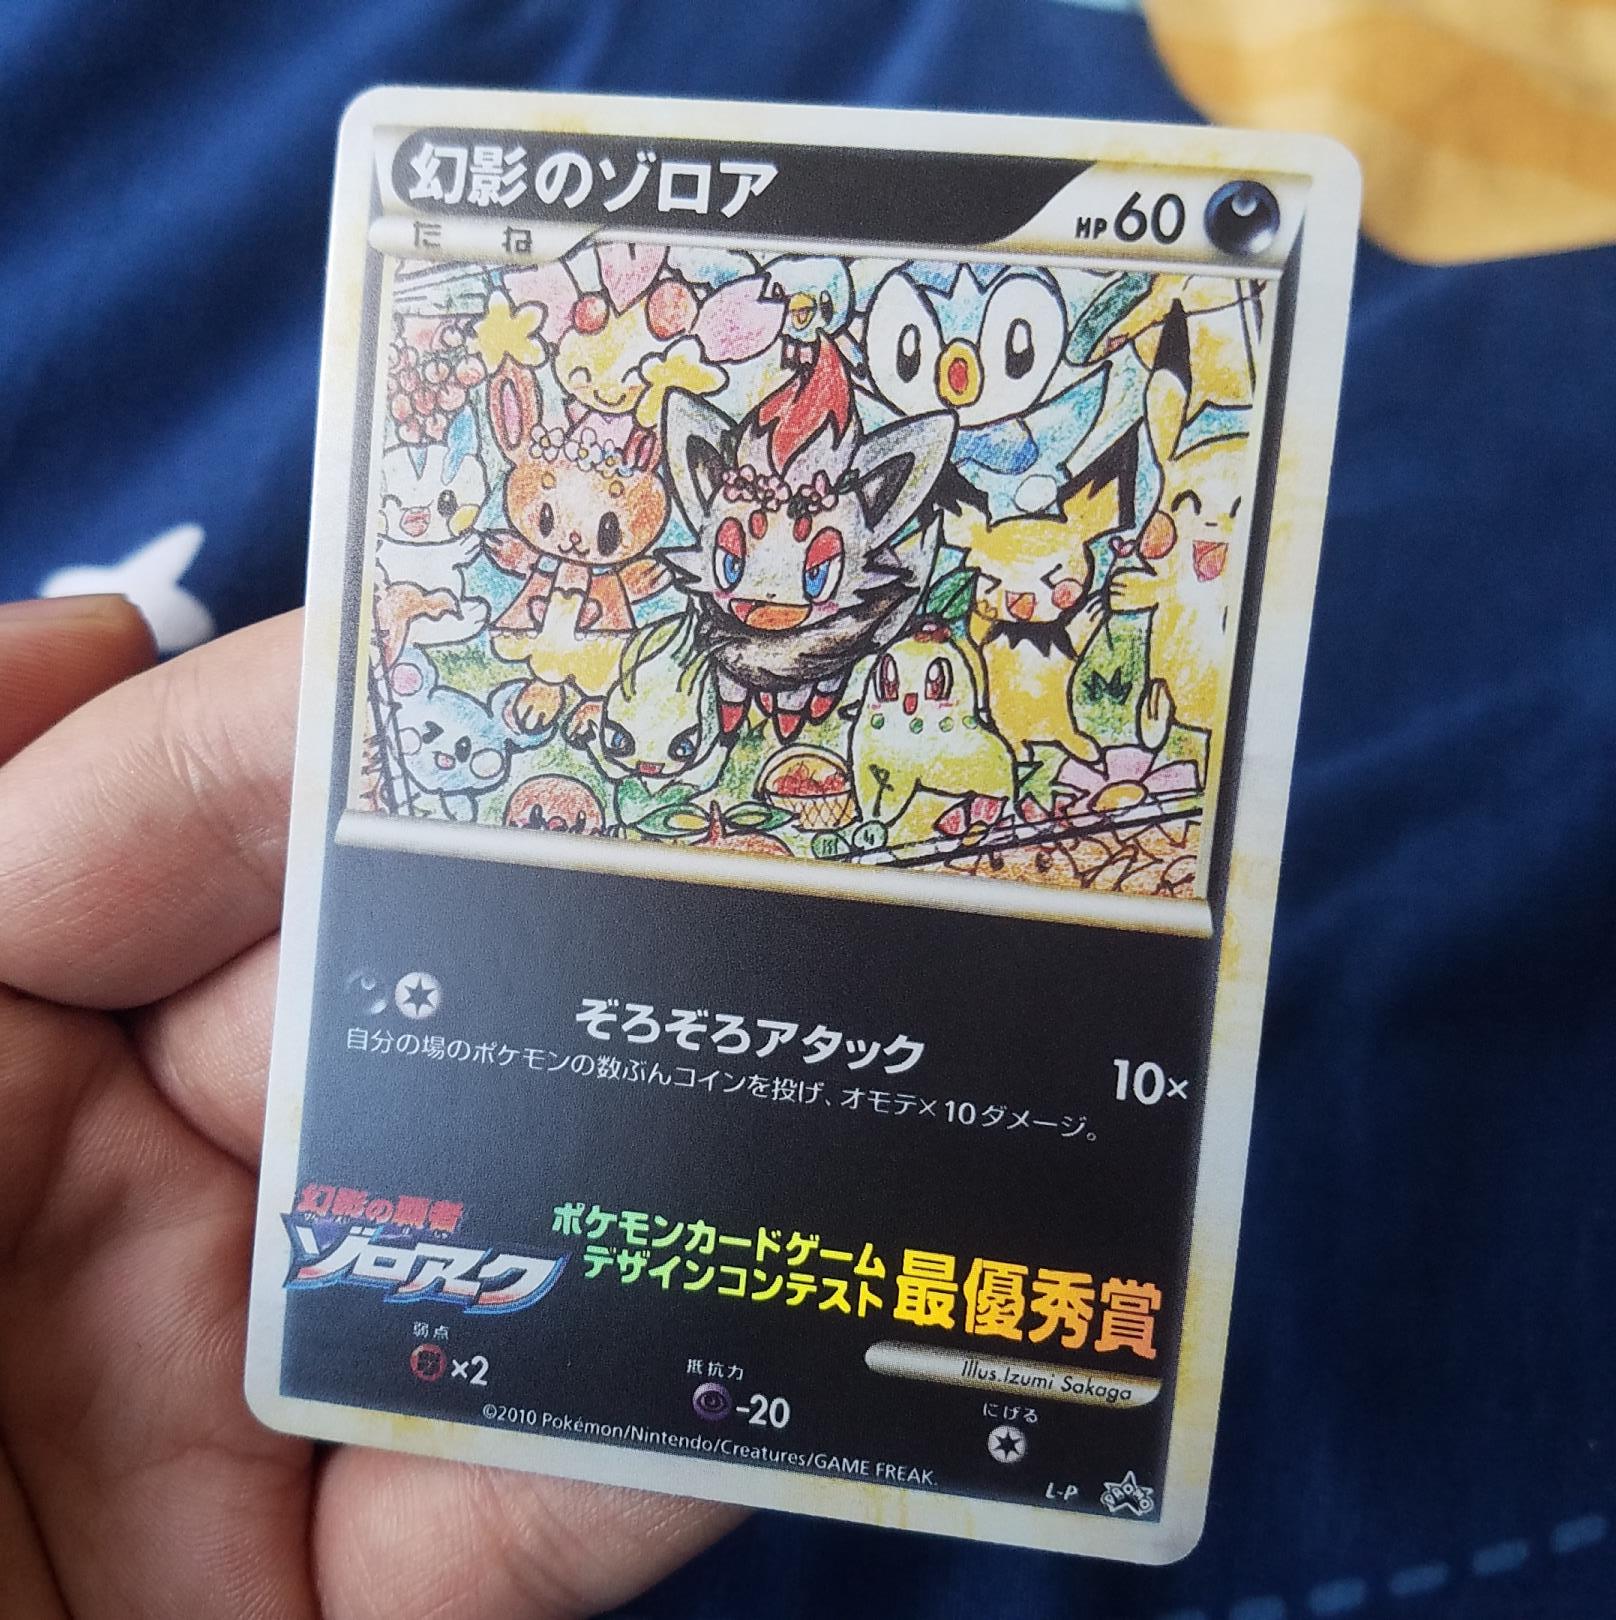 幻影のゾロア
HP60
たね
ぞろぞろアタック
10×
自分の場のポケモンの数ぶんコインを投げ、オモテ×10ダメージ。
幻影の覇者
ゾロアーク
ポケモンカードゲーム
デザインコンテスト 最優秀賞
Illus.Izumi Sakaga
弱点
×2
抵抗力
-20
にげる
©2010 Pokémon/Nintendo/Creatures/GAME FREAK.
L-P
PROMO